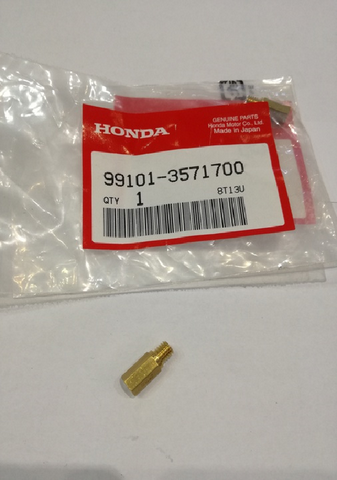 HONDA
GENUINE PARTS
Honda Motor Co., Ltd.
Made in Japan
99101-3571700
QTY 1 8T13U